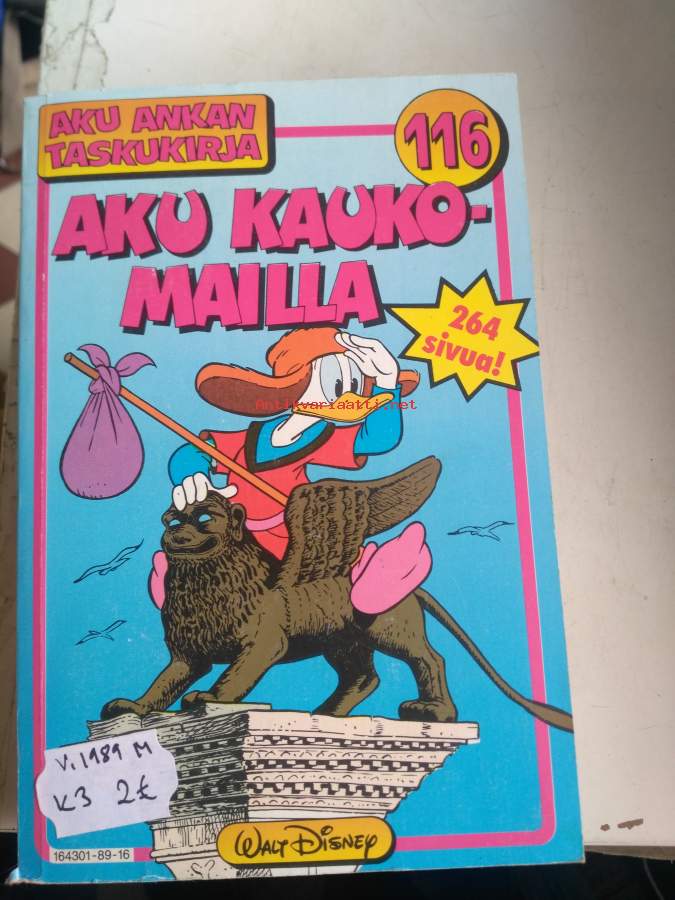 AKU ANKAN
TASKUKIRJA
116
AKU KAUKO-
MAILLA
264
sivua!
Antikvariaatti.net
V. 1989 M
K3 2€
WALT DISNEY
164301-89-16